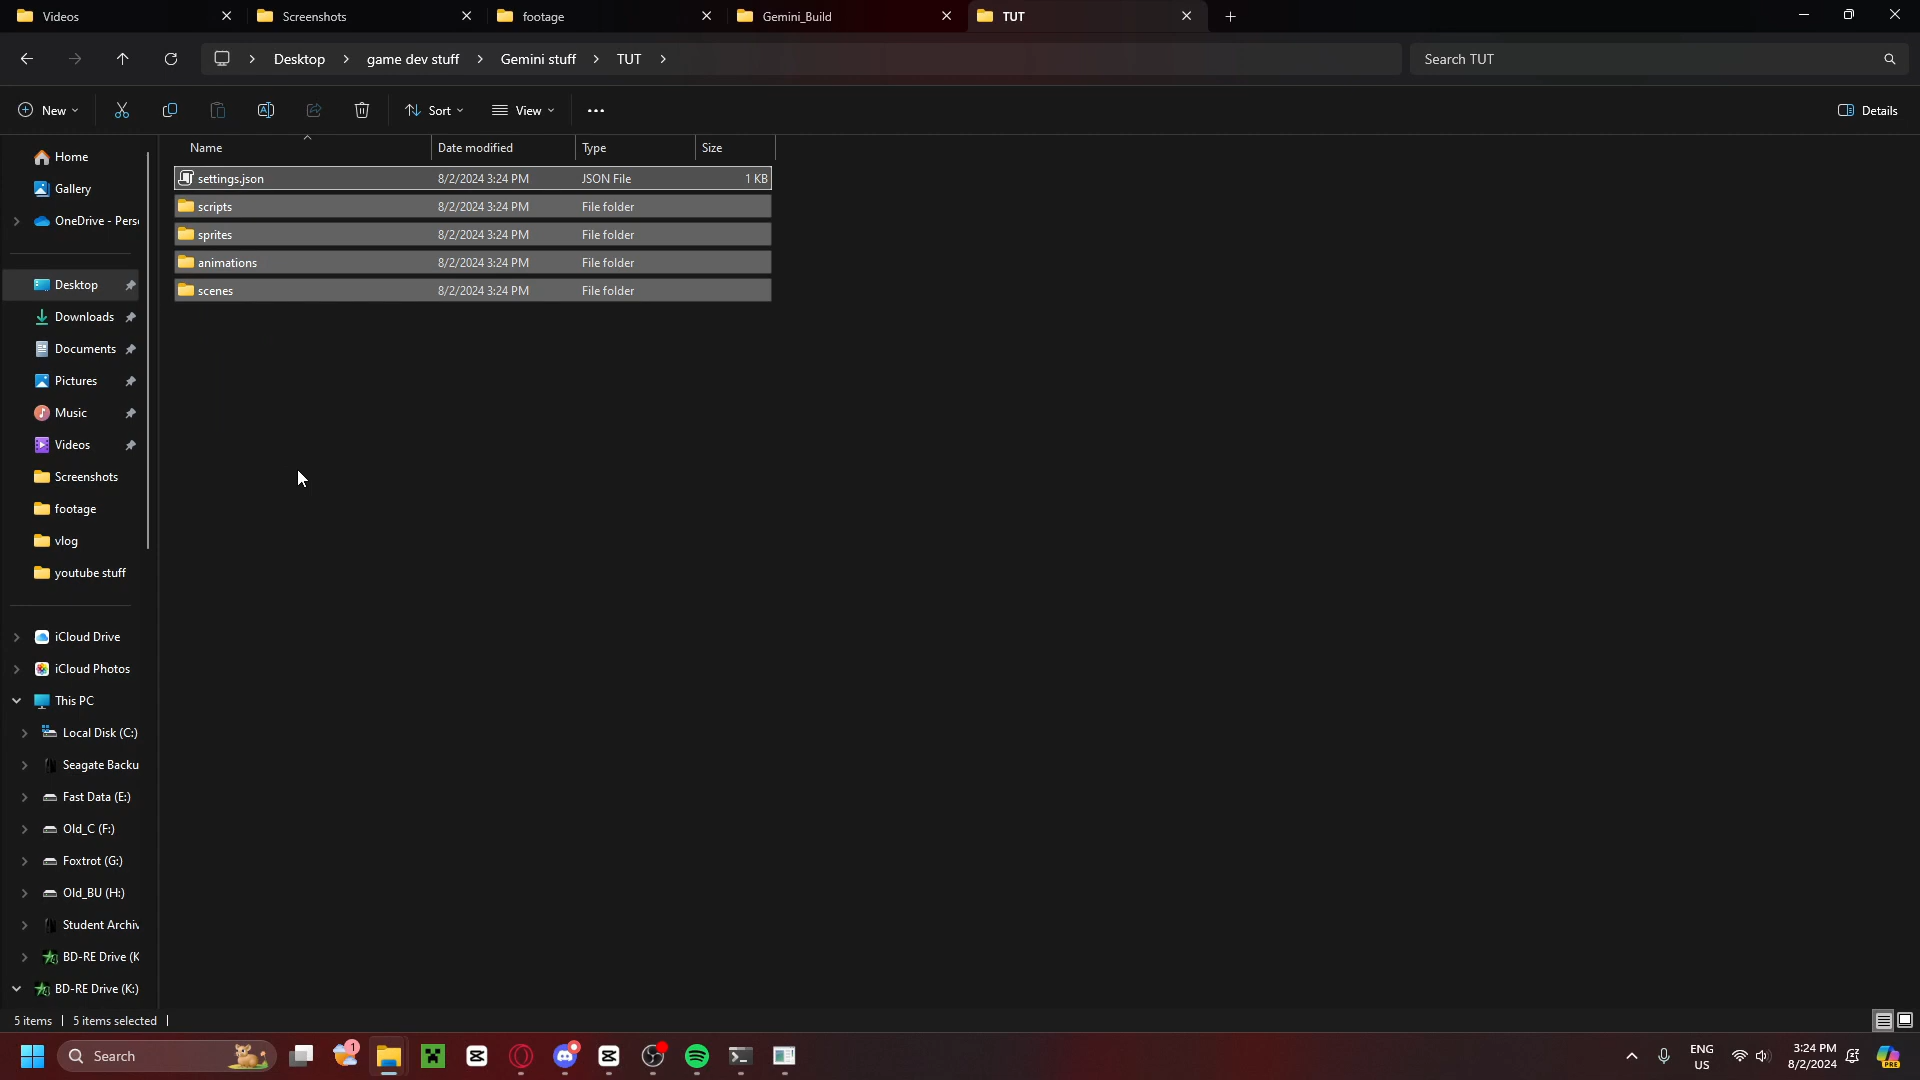 Videos
Screenshots
footage
Gemini_Build
TUT
Desktop
game dev stuff
Gemini stuff
TUT
Search TUT
New
Sort
View
Details
Name
Date modified
Type
Size
settings.json 8/2/2024 3:24 PM JSON File 1 KB
scripts 8/2/2024 3:24 PM File folder
sprites 8/2/2024 3:24 PM File folder
animations 8/2/2024 3:24 PM File folder
scenes 8/2/2024 3:24 PM File folder
Home
Gallery
OneDrive - Pers
Desktop
Downloads
Documents
Pictures
Music
Videos
Screenshots
footage
vlog
youtube stuff
iCloud Drive
iCloud Photos
This PC
Local Disk (C:)
Seagate Backu
Fast Data (E:)
Old_C (F:)
Foxtrot (G:)
Old_BU (H:)
Student Archiv
BD-RE Drive (K
BD-RE Drive (K:)
5 items
5 items selected
Search
1
ENG
US
3:24 PM
8/2/2024
PRE